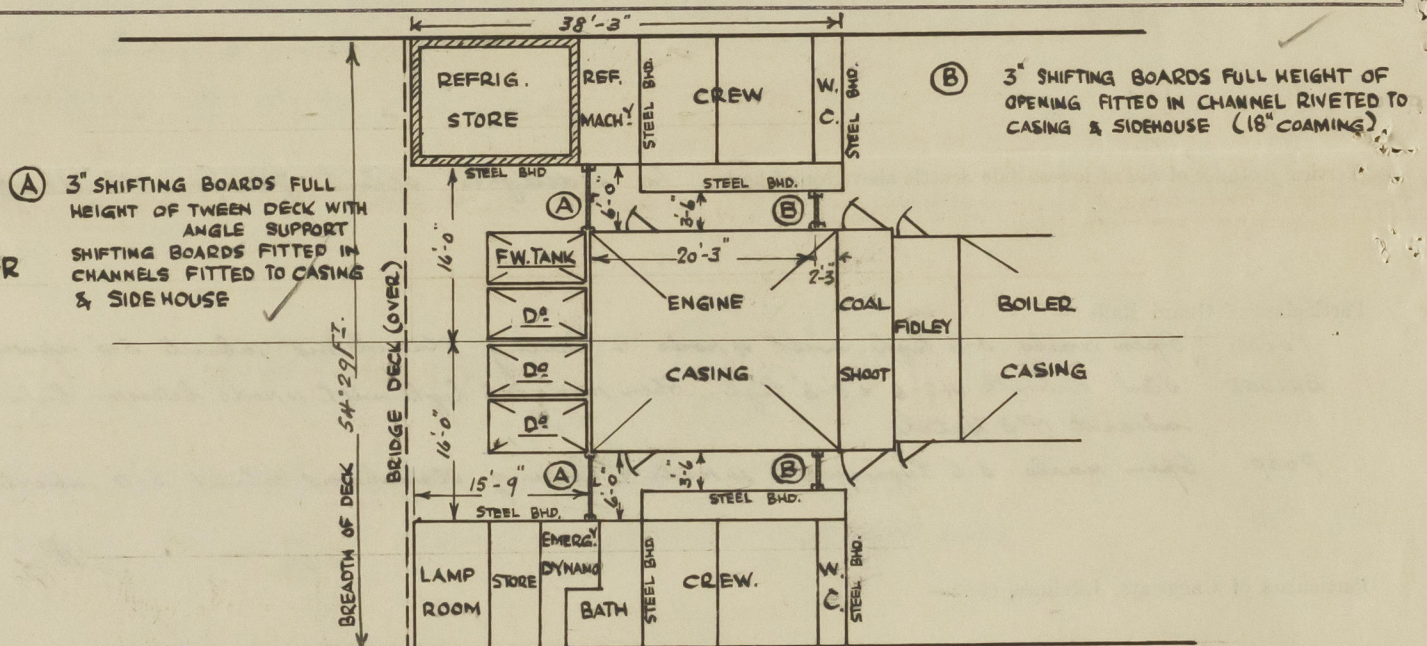 38'-3"
REFRIG.
STORE
REF.
MACHY
STEEL BHD.
CREW
W.
C.
STEEL BHD.
Ⓑ 3" SHIFTING BOARDS FULL HEIGHT OF
OPENING FITTED IN CHANNEL RIVETED TO
CASING & SIDEHOUSE (18" COAMING)
Ⓐ 3" SHIFTING BOARDS FULL
HEIGHT OF TWEEN DECK WITH
ANGLE SUPPORT
SHIFTING BOARDS FITTED IN
CHANNELS FITTED TO CASING
& SIDE HOUSE
STEEL BHD
STEEL BHD.
Ⓐ
6'-0"
3'-6"
Ⓑ
16'-0"
F.W. TANK
Do
Do
Do
20'-3"
2'-3"
ENGINE
CASING
COAL
SHOOT
FIDLEY
BOILER
CASING
BREADTH OF DECK 54·29 FT.
BRIDGE DECK (OVER)
16'-0"
15'-9"
Ⓐ
6'-0"
3'-6"
Ⓑ
STEEL BHD.
STEEL BHD.
LAMP
ROOM
STORE
EMERGY
DYNAMO
BATH
STEEL BHD
CREW.
W.
C.
STEEL BHD.